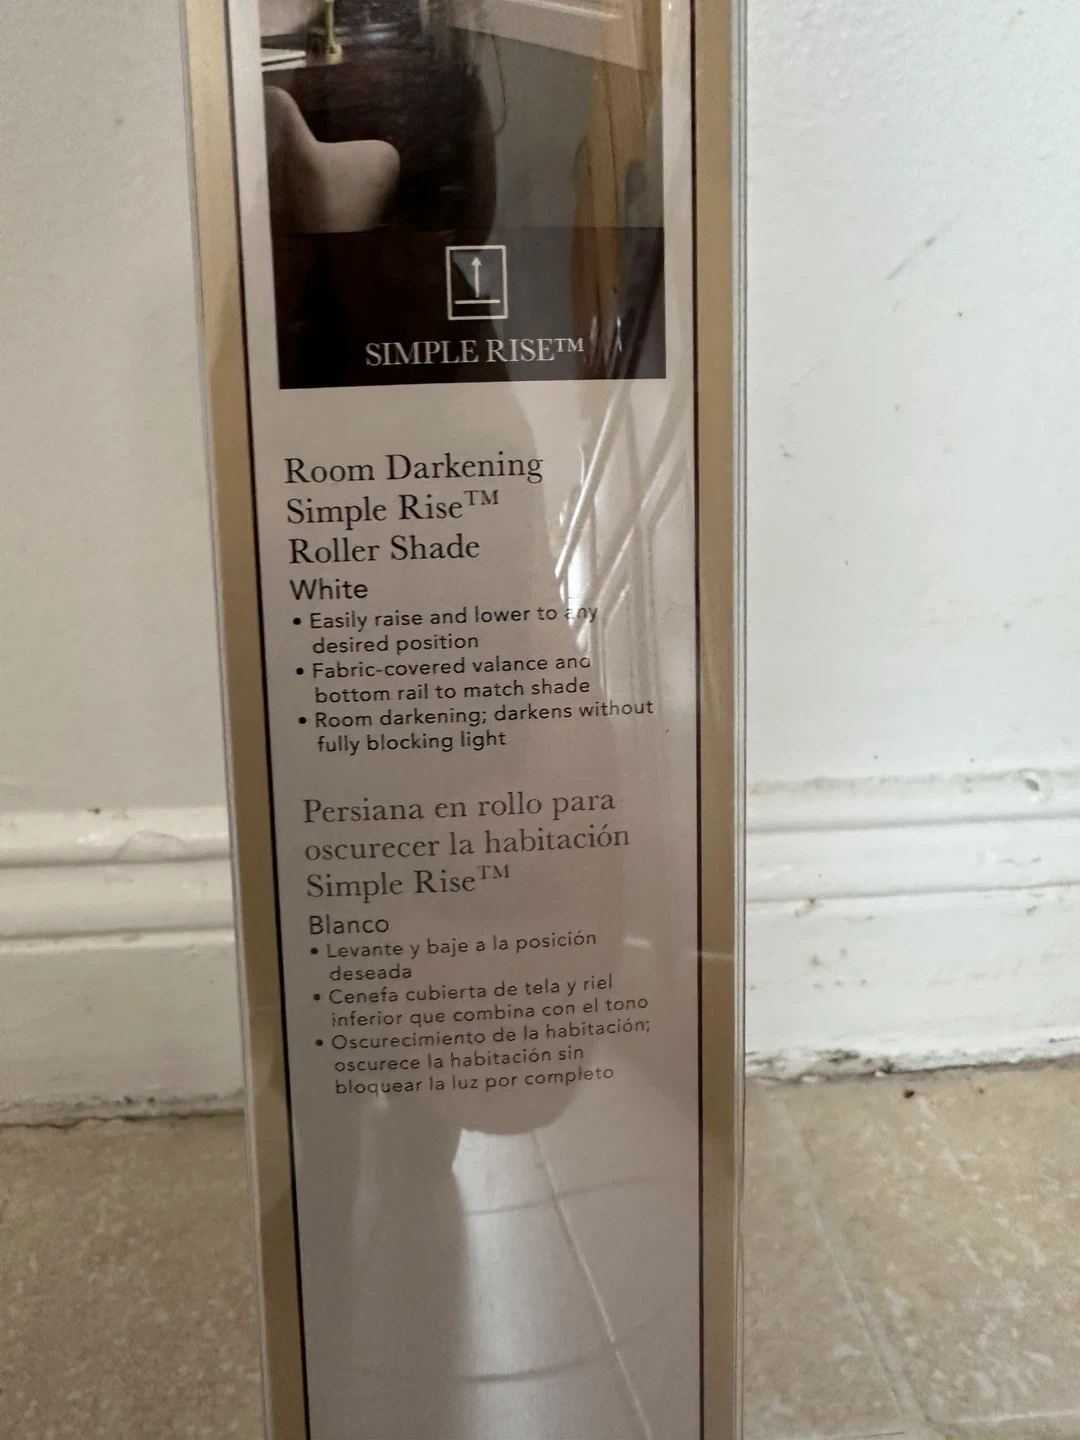 SIMPLE RISE™
Room Darkening
Simple Rise™
Roller Shade
White
• Easily raise and lower to any
desired position
• Fabric-covered valance and
bottom rail to match shade
• Room darkening; darkens without
fully blocking light
Persiana en rollo para
oscurecer la habitación
Simple Rise™
Blanco
• Levante y baje a la posición
deseada
• Cenefa cubierta de tela y riel
inferior que combina con el tono
• Oscurecimiento de la habitación;
oscurece la habitación sin
bloquear la luz por completo